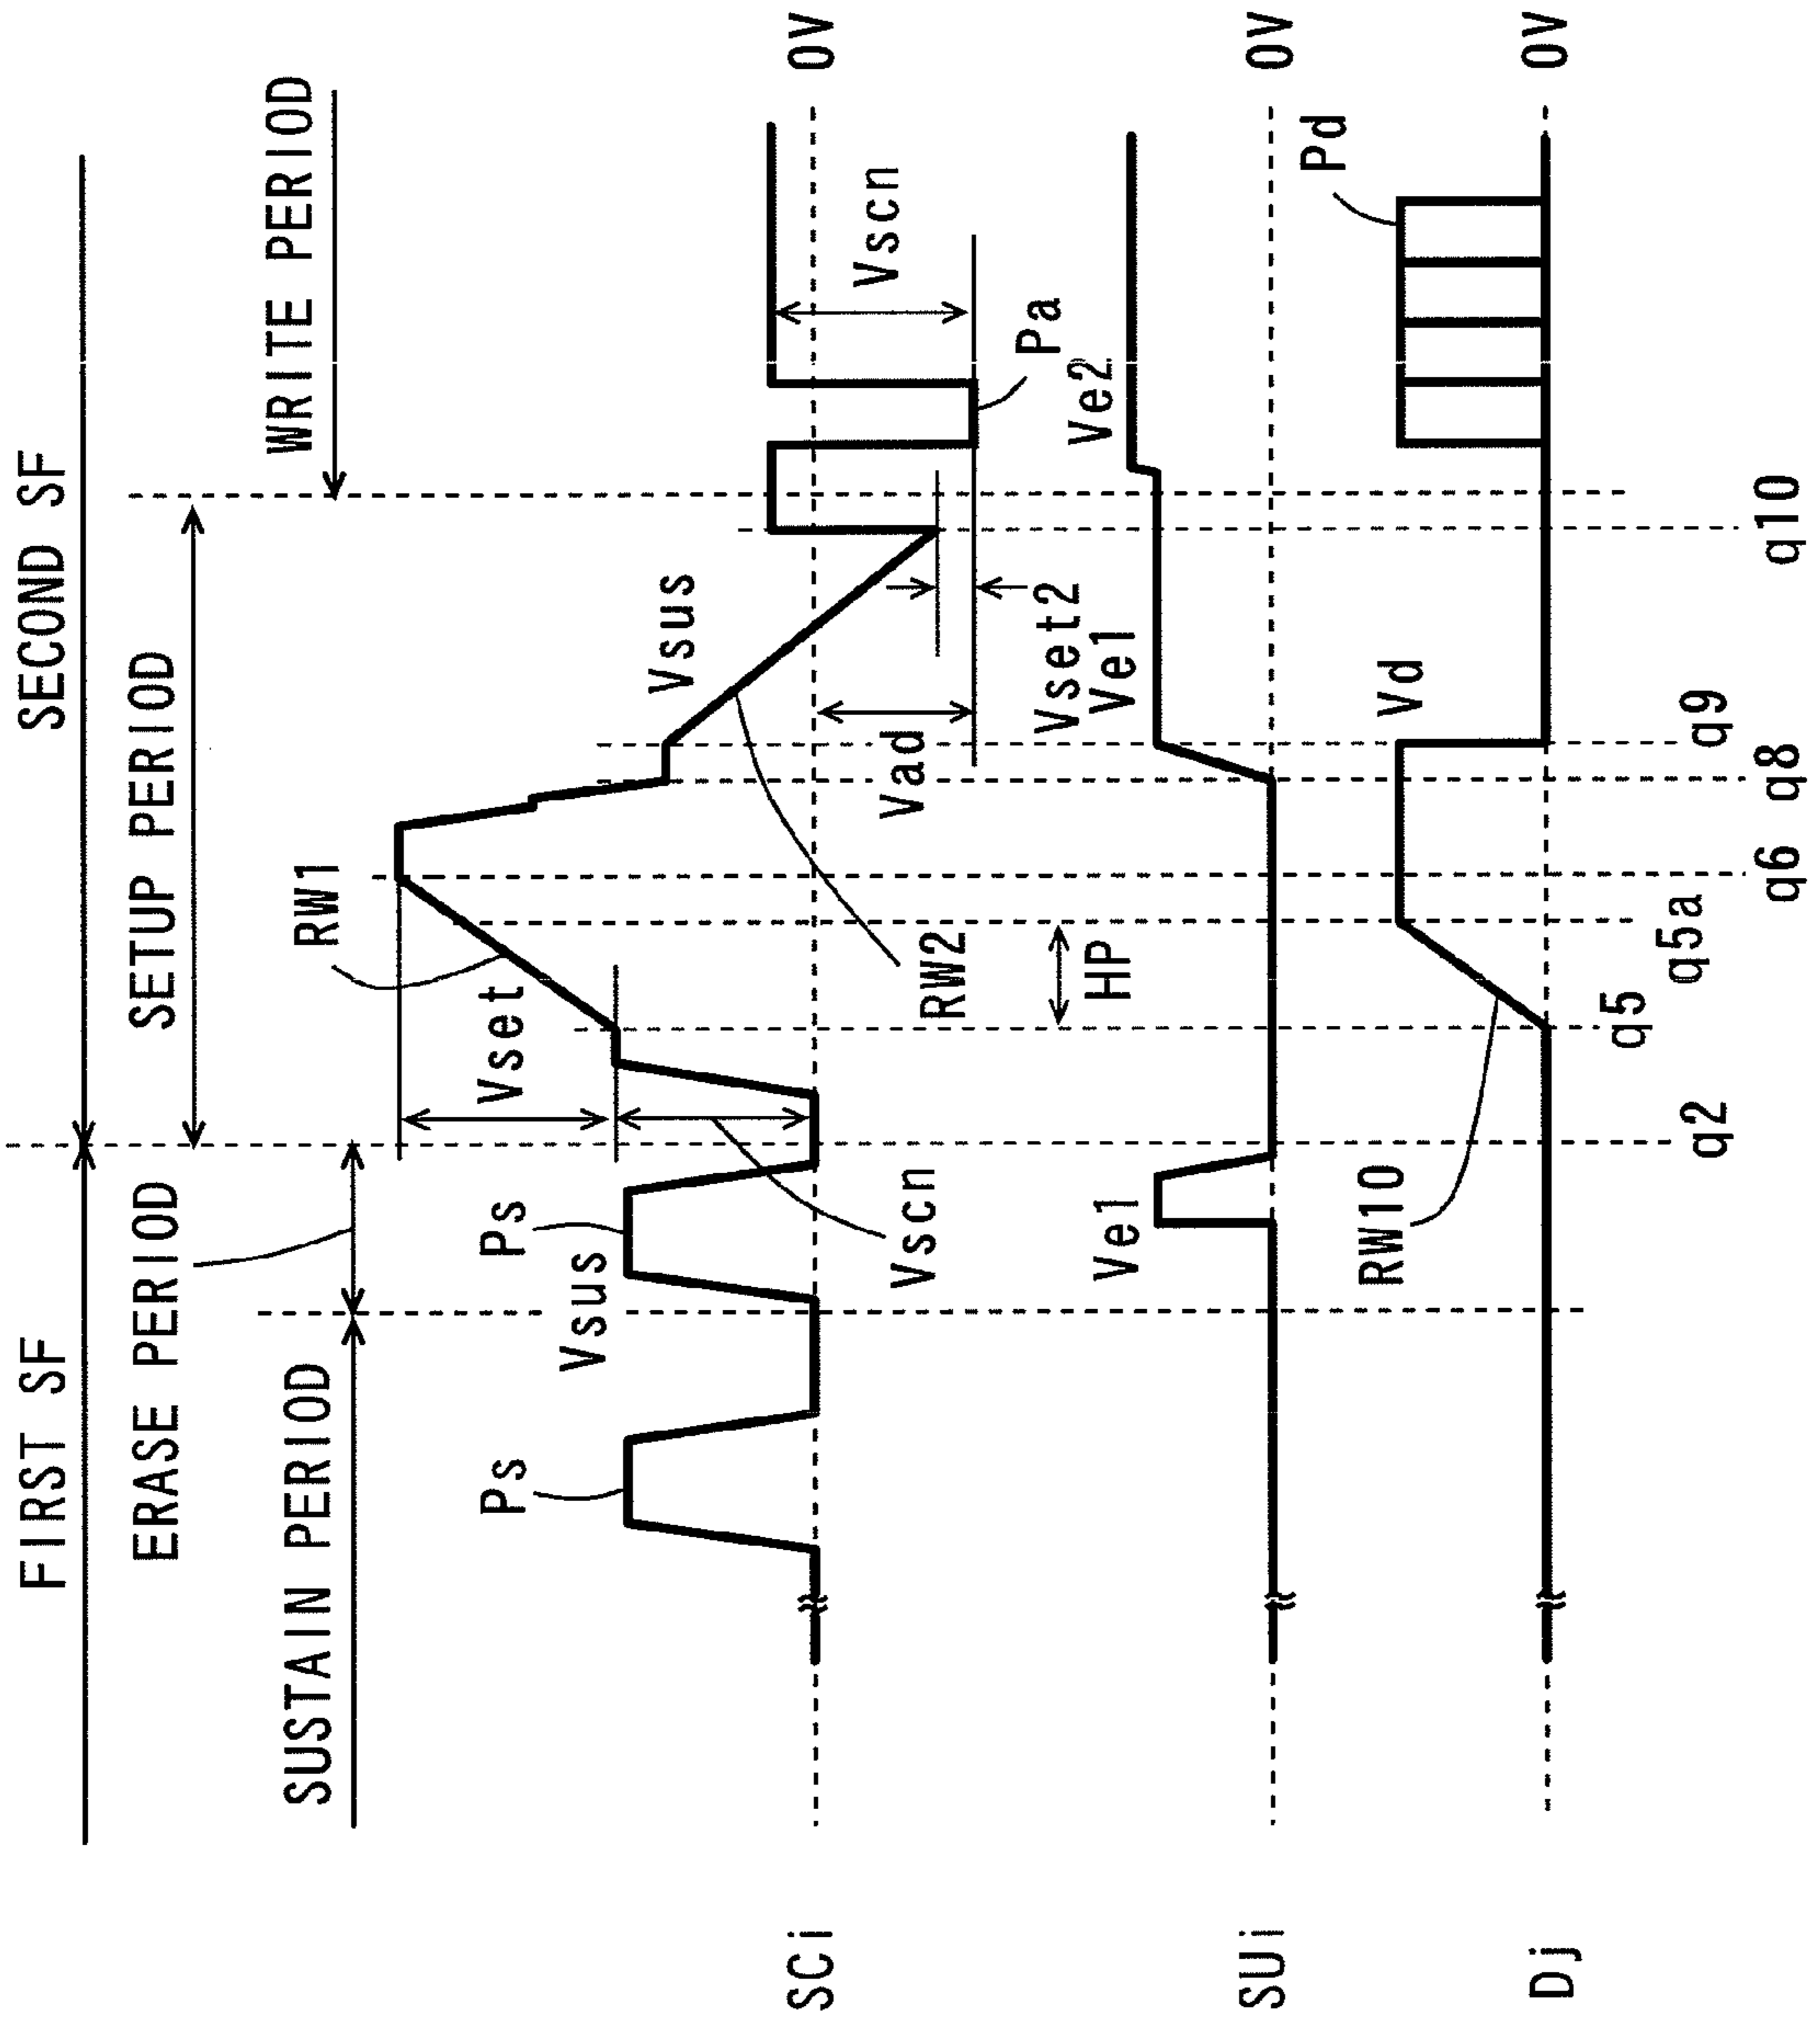 FIRST SF
SECOND SF
ERASE PERIOD
SETUP PERIOD
SUSTAIN PERIOD
WRITE PERIOD
RW1
Ps
Ps
Vset
Vsus
Vsus
SCi
Vscn
Vad
Vscn
0V
RW2
Pa
Vset2
HP
Ve1
Ve1
Ve2
SUi
0V
RW10
Vd
Pd
Dj
0V
q2
q5
q5a
q6
q8
q9
q10